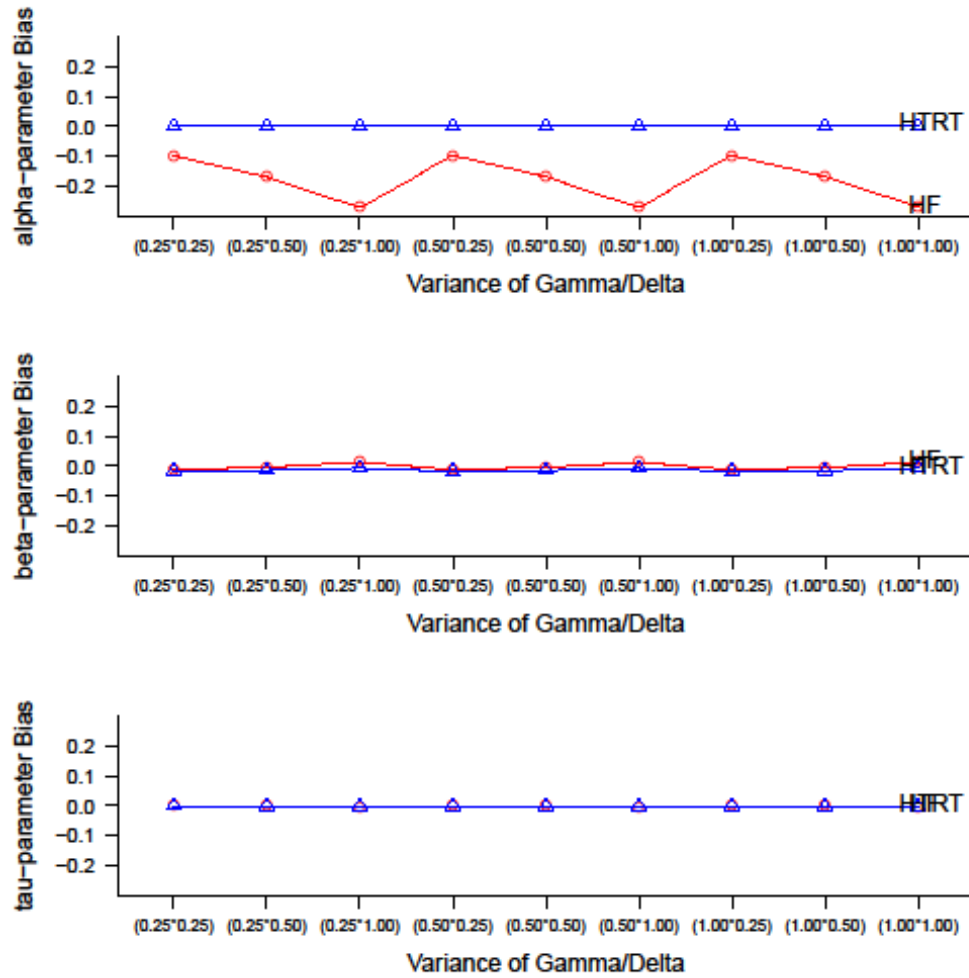 alpha−parameter Bias
0.2
0.1
0.0
−0.1
−0.2
HTRT
HF
(0.25*0.25) (0.25*0.50) (0.25*1.00) (0.50*0.25) (0.50*0.50) (0.50*1.00) (1.00*0.25) (1.00*0.50) (1.00*1.00)
Variance of Gamma/Delta
beta−parameter Bias
0.2
0.1
0.0
−0.1
−0.2
HF
HTRT
(0.25*0.25) (0.25*0.50) (0.25*1.00) (0.50*0.25) (0.50*0.50) (0.50*1.00) (1.00*0.25) (1.00*0.50) (1.00*1.00)
Variance of Gamma/Delta
tau−parameter Bias
0.2
0.1
0.0
−0.1
−0.2
HTRT
HF
(0.25*0.25) (0.25*0.50) (0.25*1.00) (0.50*0.25) (0.50*0.50) (0.50*1.00) (1.00*0.25) (1.00*0.50) (1.00*1.00)
Variance of Gamma/Delta